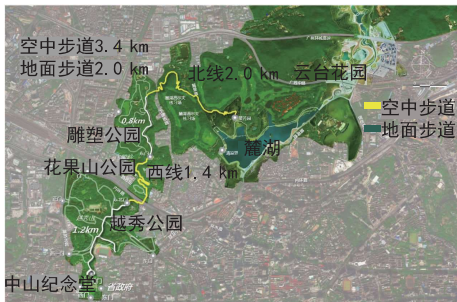 空中步道3.4 km
地面步道2.0 km
北线2.0 km
云台花园
空中步道
地面步道
0.8km
雕塑公园
麓湖
花果山公园
西线1.4 km
越秀公园
1.2km
中山纪念堂
省政府